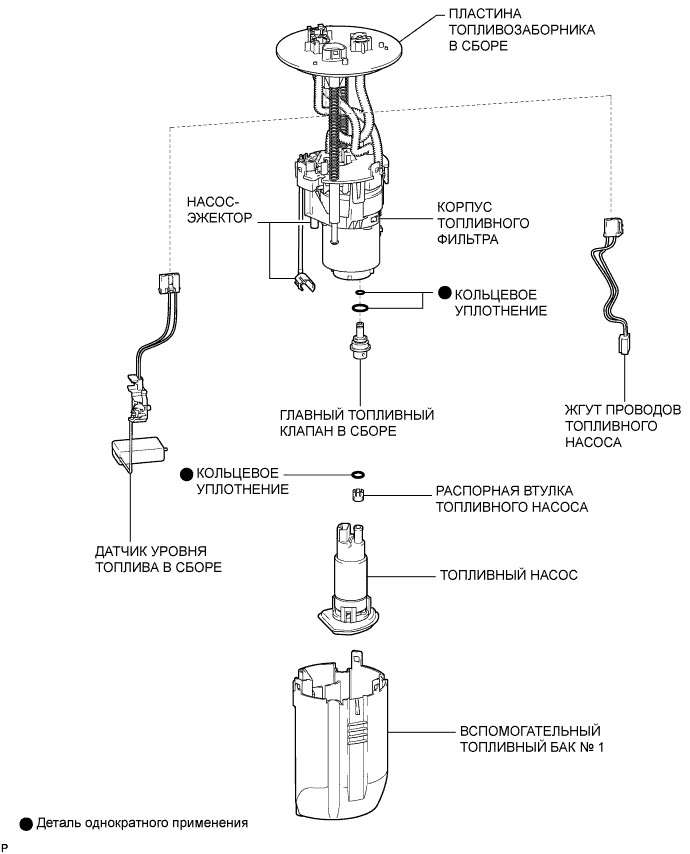 ПЛАСТИНА
ТОПЛИВОЗАБОРНИКА
В СБОРЕ
НАСОС-
ЭЖЕКТОР
КОРПУС
ТОПЛИВНОГО
ФИЛЬТРА
КОЛЬЦЕВОЕ
УПЛОТНЕНИЕ
ГЛАВНЫЙ ТОПЛИВНЫЙ
КЛАПАН В СБОРЕ
ЖГУТ ПРОВОДОВ
ТОПЛИВНОГО
НАСОСА
КОЛЬЦЕВОЕ
УПЛОТНЕНИЕ
РАСПОРНАЯ ВТУЛКА
ТОПЛИВНОГО НАСОСА
ДАТЧИК УРОВНЯ
ТОПЛИВА В СБОРЕ
ТОПЛИВНЫЙ НАСОС
ВСПОМОГАТЕЛЬНЫЙ
ТОПЛИВНЫЙ БАК № 1
Деталь однократного применения
P